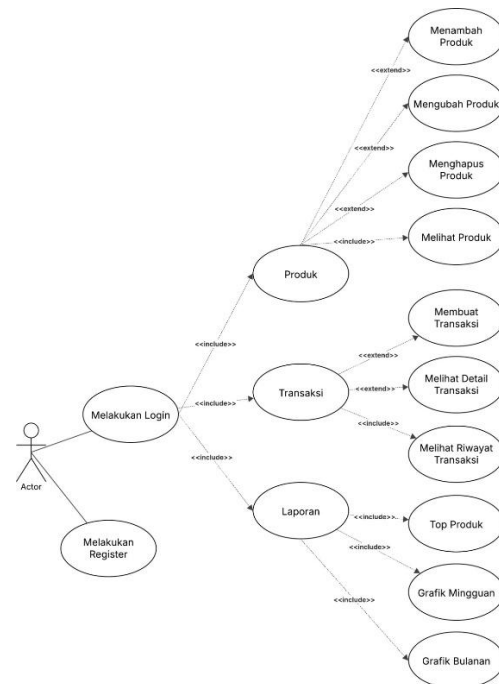 Menambah
Produk
<<extend>>
Mengubah Produk
<<extend>>
Menghapus
Produk
<<extend>>
<<include>>
Melihat Produk
Produk
<<include>>
Membuat
Transaksi
<<extend>>
Transaksi
<<extend>>
Melihat Detail
Transaksi
<<include>>
Melakukan Login
<<include>>
Melihat Riwayat
Transaksi
<<include>>
Actor
Laporan
<<include>>
Top Produk
Melakukan
Register
<<include>>
Grafik Mingguan
<<include>>
Grafik Bulanan